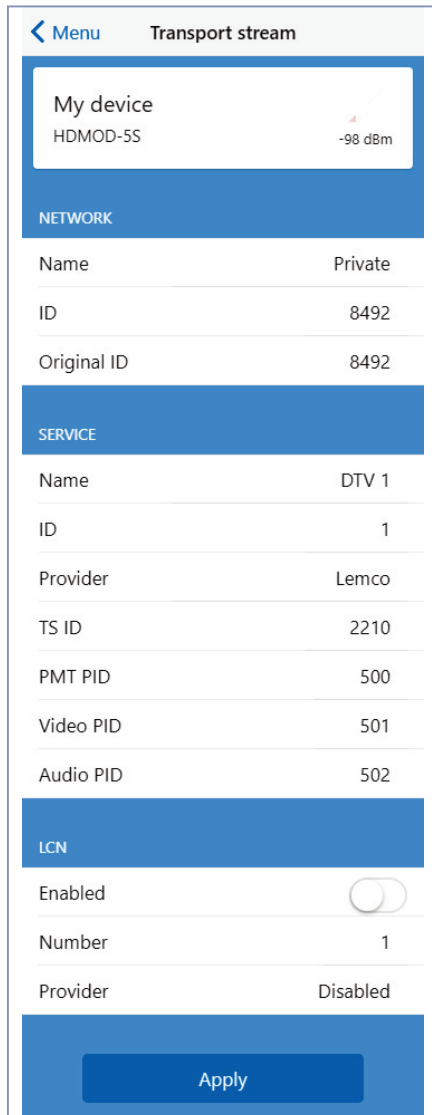 Menu Transport stream
My device
HDMOD-5S -98 dBm
NETWORK
Name Private
ID 8492
Original ID 8492
SERVICE
Name DTV 1
ID 1
Provider Lemco
TS ID 2210
PMT PID 500
Video PID 501
Audio PID 502
LCN
Enabled
Number 1
Provider Disabled
Apply